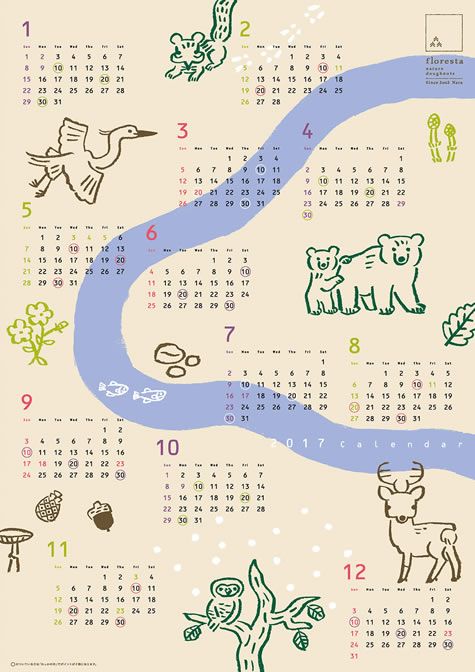 1
Sun Mon Tue Wed Thu Fri Sat
1 2 3 4 5 6 7
8 9 10 11 12 13 14
15 16 17 18 19 20 21
22 23 24 25 26 27 28
29 30 31
2
Sun Mon Tue Wed Thu Fri Sat
1 2 3 4
5 6 7 8 9 10 11
12 13 14 15 16 17 18
19 20 21 22 23 24 25
26 27 28
floresta
nature
doughnuts
Since 2002 Nara
3
Sun Mon Tue Wed Thu Fri Sat
1 2 3 4
5 6 7 8 9 10 11
12 13 14 15 16 17 18
19 20 21 22 23 24 25
26 27 28 29 30 31
4
Sun Mon Tue Wed Thu Fri Sat
1
2 3 4 5 6 7 8
9 10 11 12 13 14 15
16 17 18 19 20 21 22
23 24 25 26 27 28 29
30
5
Sun Mon Tue Wed Thu Fri Sat
1 2 3 4 5 6
7 8 9 10 11 12 13
14 15 16 17 18 19 20
21 22 23 24 25 26 27
28 29 30 31
6
Sun Mon Tue Wed Thu Fri Sat
1 2 3
4 5 6 7 8 9 10
11 12 13 14 15 16 17
18 19 20 21 22 23 24
25 26 27 28 29 30
7
Sun Mon Tue Wed Thu Fri Sat
1
2 3 4 5 6 7 8
9 10 11 12 13 14 15
16 17 18 19 20 21 22
23 24 25 26 27 28 29
30 31
8
Sun Mon Tue Wed Thu Fri Sat
1 2 3 4 5
6 7 8 9 10 11 12
13 14 15 16 17 18 19
20 21 22 23 24 25 26
27 28 29 30 31
2017 Calendar
9
Sun Mon Tue Wed Thu Fri Sat
1 2
3 4 5 6 7 8 9
10 11 12 13 14 15 16
17 18 19 20 21 22 23
24 25 26 27 28 29 30
10
Sun Mon Tue Wed Thu Fri Sat
1 2 3 4 5 6 7
8 9 10 11 12 13 14
15 16 17 18 19 20 21
22 23 24 25 26 27 28
29 30 31
11
Sun Mon Tue Wed Thu Fri Sat
1 2 3 4
5 6 7 8 9 10 11
12 13 14 15 16 17 18
19 20 21 22 23 24 25
26 27 28 29 30
12
Sun Mon Tue Wed Thu Fri Sat
1 2
3 4 5 6 7 8 9
10 11 12 13 14 15 16
17 18 19 20 21 22 23
24 25 26 27 28 29 30
31